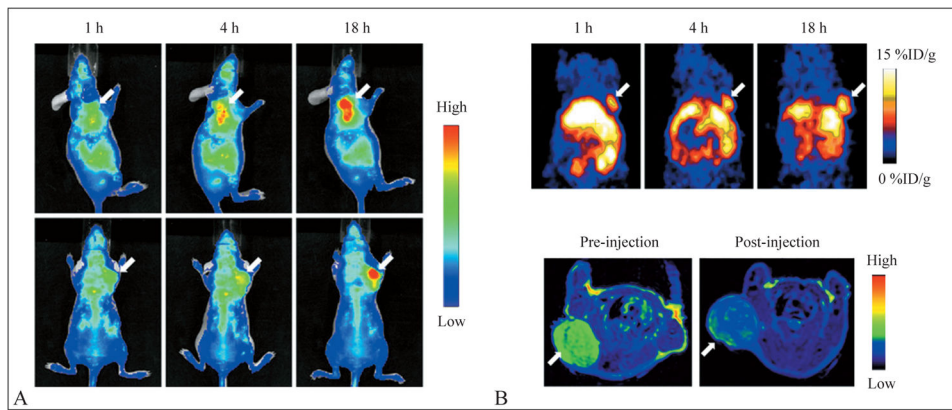 1 h 4 h 18 h
High
Low
A
1 h 4 h 18 h
15 %ID/g
0 %ID/g
Pre-injection Post-injection
High
Low
B